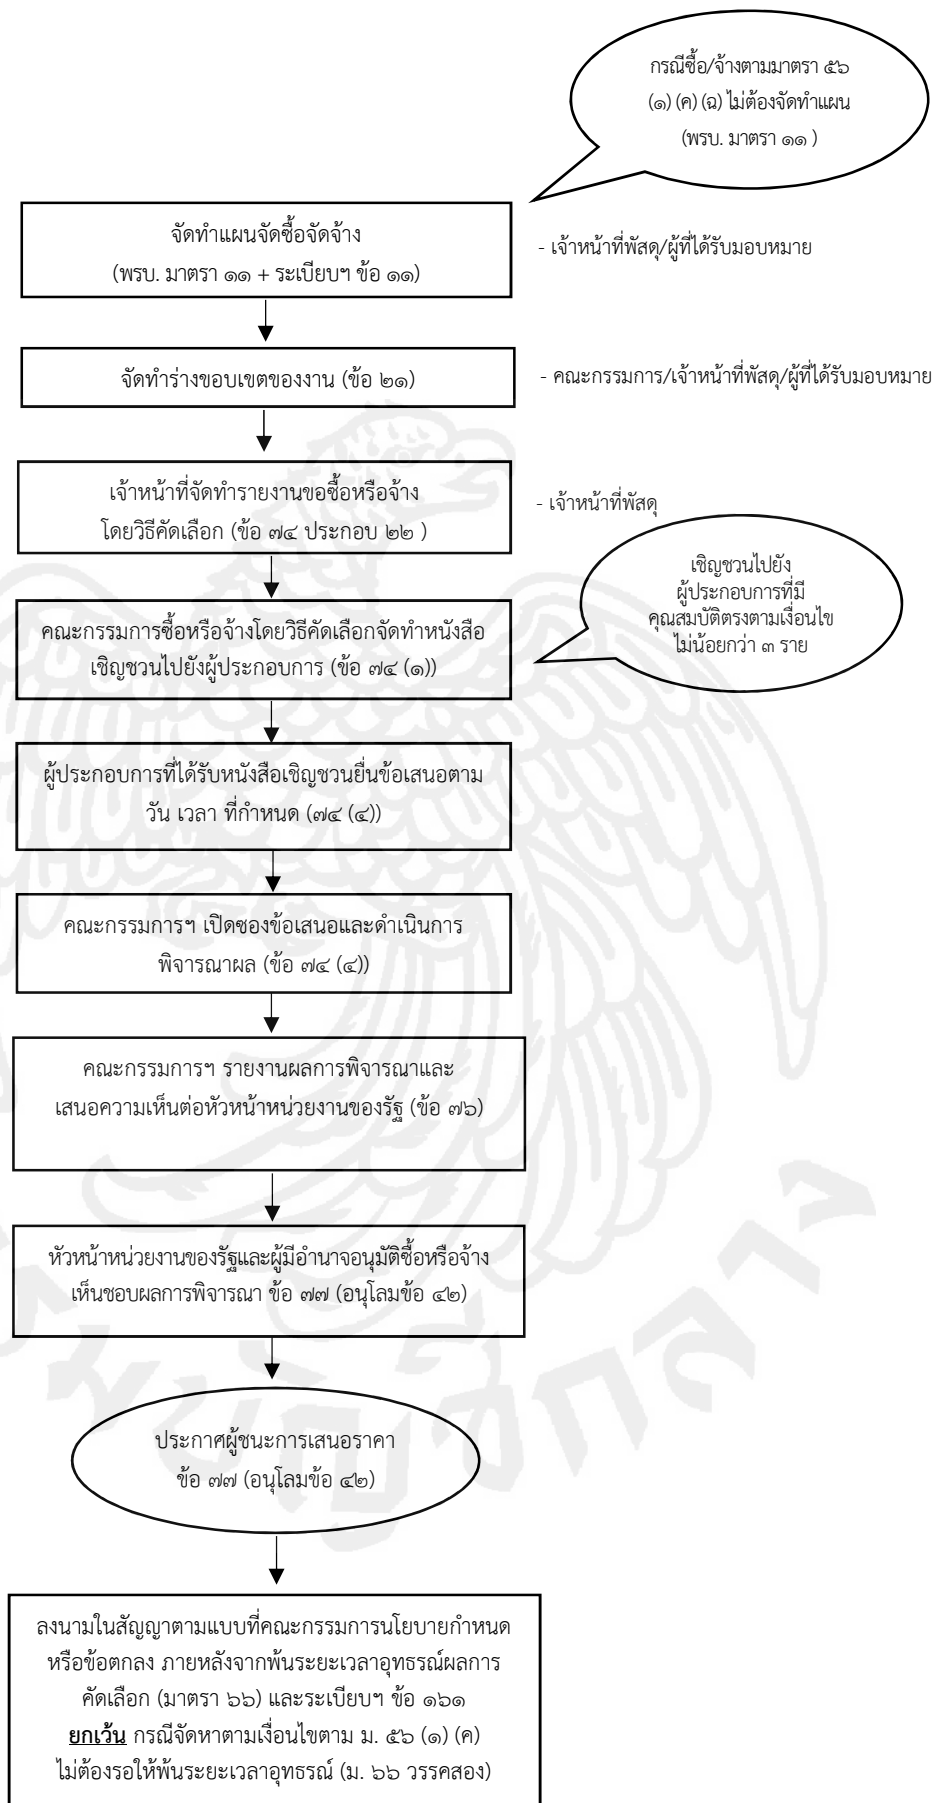 กรณีซื้อ/จ้างตามมาตรา ๕๖
(๑) (ค) (ฉ) ไม่ต้องจัดทำแผน
(พรบ. มาตรา ๑๑ )
จัดทำแผนจัดซื้อจัดจ้าง
(พรบ. มาตรา ๑๑ + ระเบียบฯ ข้อ ๑๑)
- เจ้าหน้าที่พัสดุ/ผู้ที่ได้รับมอบหมาย
จัดทำร่างขอบเขตของงาน (ข้อ ๒๑)
- คณะกรรมการ/เจ้าหน้าที่พัสดุ/ผู้ที่ได้รับมอบหมาย
เจ้าหน้าที่จัดทำรายงานขอซื้อหรือจ้าง
โดยวิธีคัดเลือก (ข้อ ๗๔ ประกอบ ๒๒ )
- เจ้าหน้าที่พัสดุ
เชิญชวนไปยัง
ผู้ประกอบการที่มี
คุณสมบัติตรงตามเงื่อนไข
ไม่น้อยกว่า ๓ ราย
คณะกรรมการซื้อหรือจ้างโดยวิธีคัดเลือกจัดทำหนังสือ
เชิญชวนไปยังผู้ประกอบการ (ข้อ ๗๔ (๑))
ผู้ประกอบการที่ได้รับหนังสือเชิญชวนยื่นข้อเสนอตาม
วัน เวลา ที่กำหนด (๗๔ (๔))
คณะกรรมการฯ เปิดซองข้อเสนอและดำเนินการ
พิจารณาผล (ข้อ ๗๔ (๔))
คณะกรรมการฯ รายงานผลการพิจารณาและ
เสนอความเห็นต่อหัวหน้าหน่วยงานของรัฐ (ข้อ ๗๖)
หัวหน้าหน่วยงานของรัฐและผู้มีอำนาจอนุมัติซื้อหรือจ้าง
เห็นชอบผลการพิจารณา ข้อ ๗๗ (อนุโลมข้อ ๔๒)
ประกาศผู้ชนะการเสนอราคา
ข้อ ๗๗ (อนุโลมข้อ ๔๒)
ลงนามในสัญญาตามแบบที่คณะกรรมการนโยบายกำหนด
หรือข้อตกลง ภายหลังจากพ้นระยะเวลาอุทธรณ์ผลการ
คัดเลือก (มาตรา ๖๖) และระเบียบฯ ข้อ ๑๖๑
ยกเว้น กรณีจัดหาตามเงื่อนไขตาม ม. ๕๖ (๑) (ค)
ไม่ต้องรอให้พ้นระยะเวลาอุทธรณ์ (ม. ๖๖ วรรคสอง)